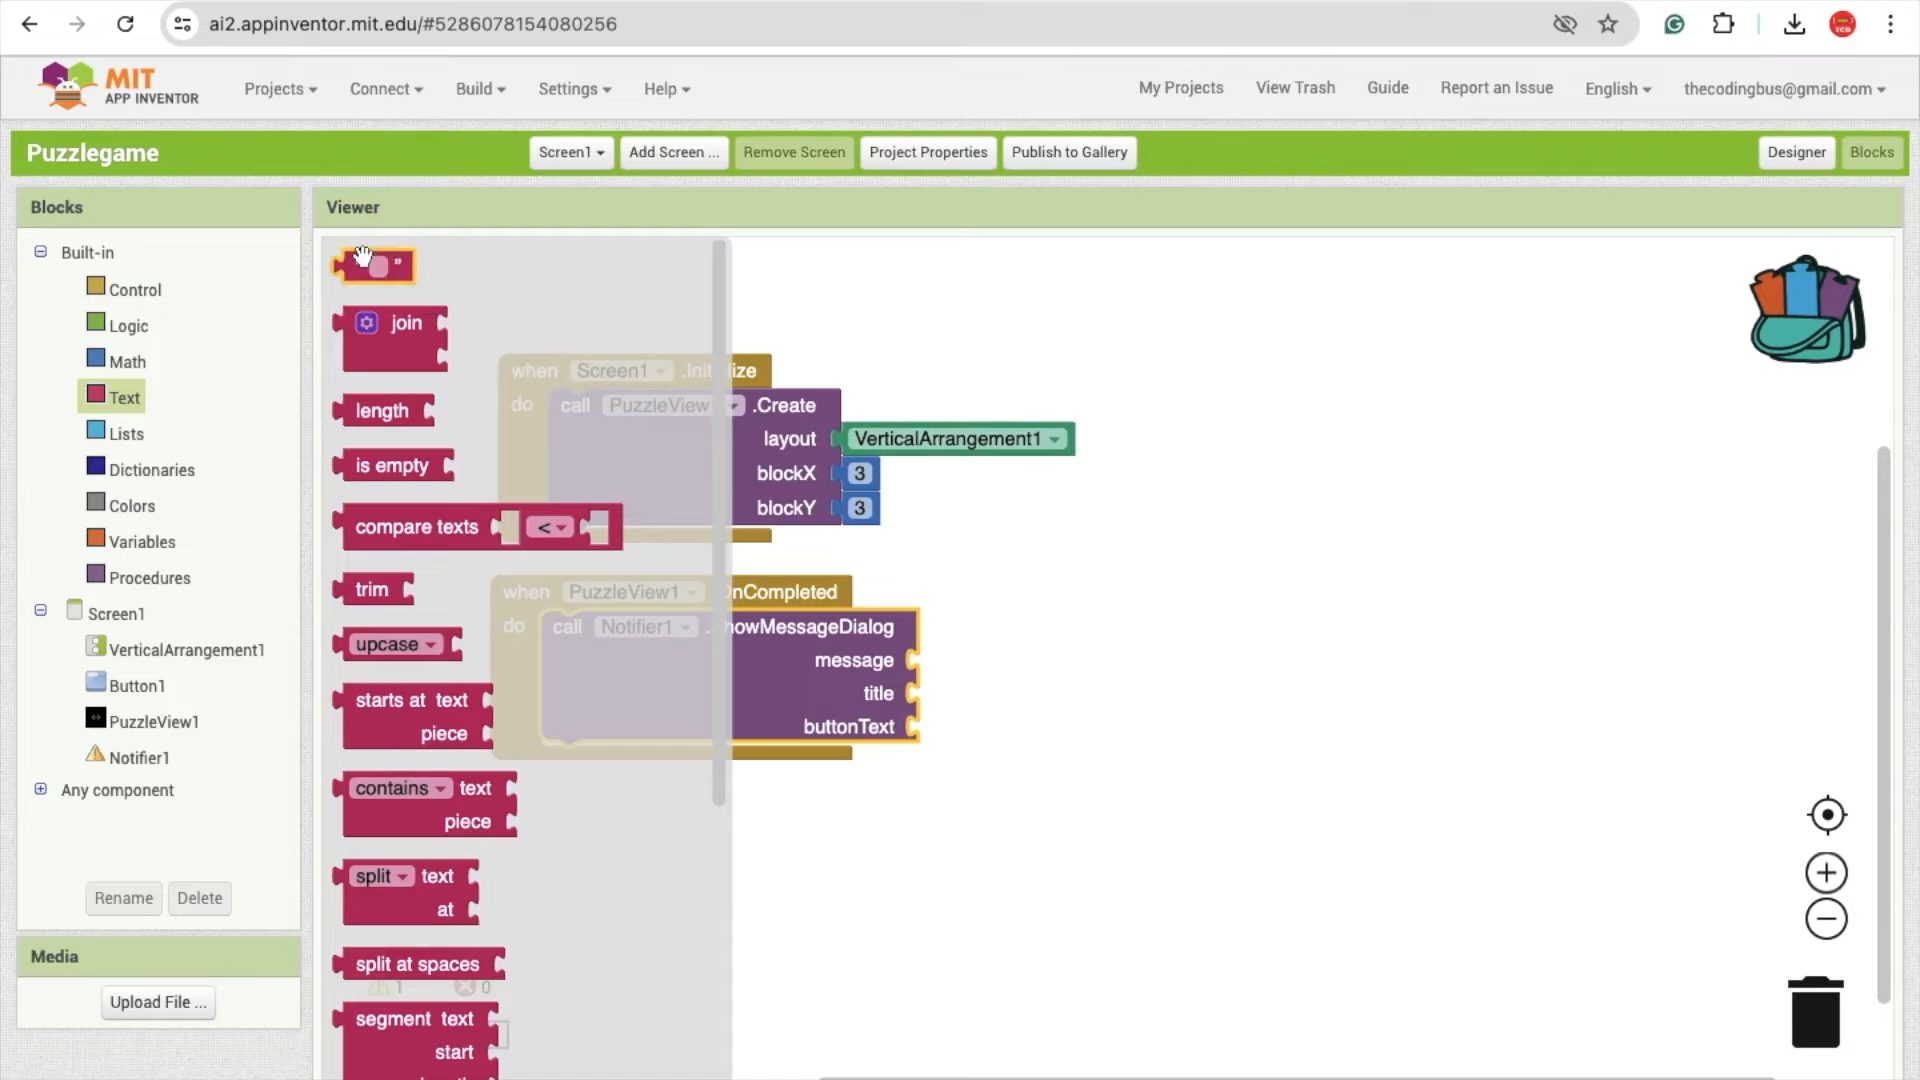 ai2.appinventor.mit.edu/#5286078154080256
MIT
APP INVENTOR
Projects
Connect
Build
Settings
Help
My Projects
View Trash
Guide
Report an Issue
English
thecodingbus@gmail.com
Puzzlegame
Screen1
Add Screen ...
Remove Screen
Project Properties
Publish to Gallery
Designer
Blocks
Blocks
Built-in
Control
Logic
Math
Text
Lists
Dictionaries
Colors
Variables
Procedures
Screen1
VerticalArrangement1
Button1
PuzzleView1
Notifier1
Any component
Rename
Delete
Media
Upload File ...
Viewer
”
join
length
is empty
compare texts <
trim
upcase
starts at text
piece
contains text
piece
split text
at
split at spaces
segment text
start
1 0
when Screen1
do call PuzzleView .Create
layout VerticalArrangement1
blockX 3
blockY 3
when PuzzleView1 nCompleted
do call Notifier1 . howMessageDialog
message
title
buttonText